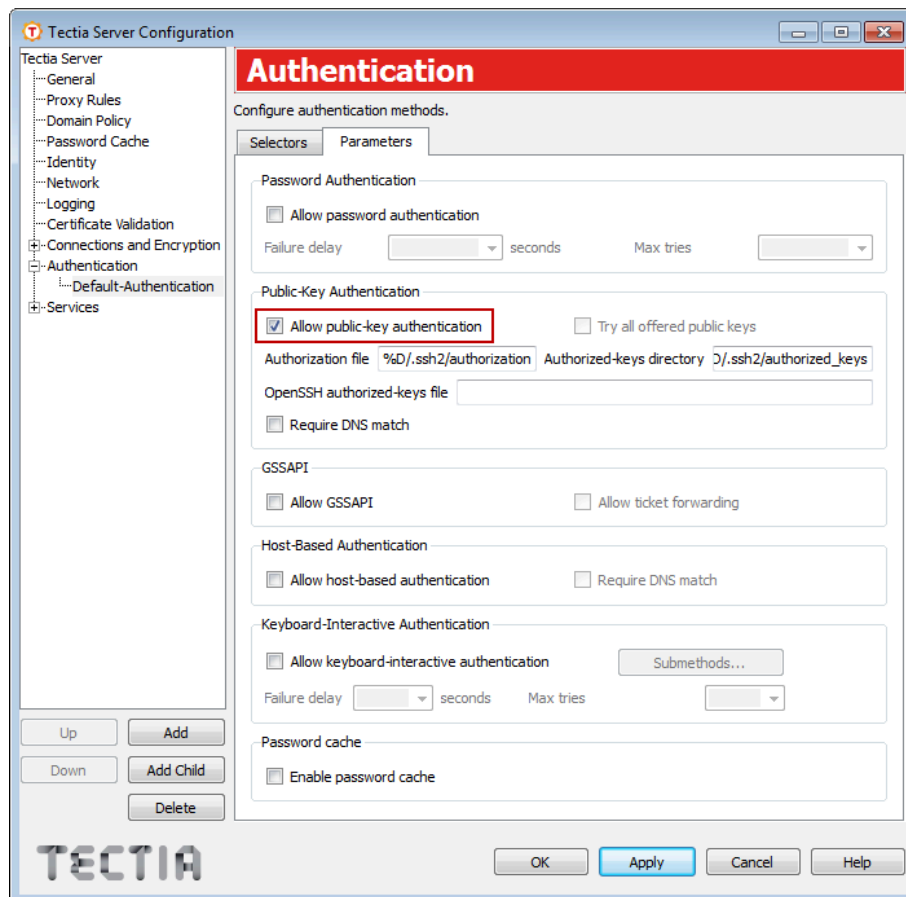 Tectia Server Configuration
Tectia Server
General
Proxy Rules
Domain Policy
Password Cache
Identity
Network
Logging
Certificate Validation
Connections and Encryption
Authentication
Default-Authentication
Services
Up
Add
Down
Add Child
Delete
Authentication
Configure authentication methods.
Selectors Parameters
Password Authentication
Allow password authentication
Failure delay seconds Max tries
Public-Key Authentication
Allow public-key authentication Try all offered public keys
Authorization file %D/.ssh2/authorization Authorized-keys directory D/.ssh2/authorized_keys
OpenSSH authorized-keys file
Require DNS match
GSSAPI
Allow GSSAPI Allow ticket forwarding
Host-Based Authentication
Allow host-based authentication Require DNS match
Keyboard-Interactive Authentication
Allow keyboard-interactive authentication Submethods...
Failure delay seconds Max tries
Password cache
Enable password cache
TECTIA
OK Apply Cancel Help